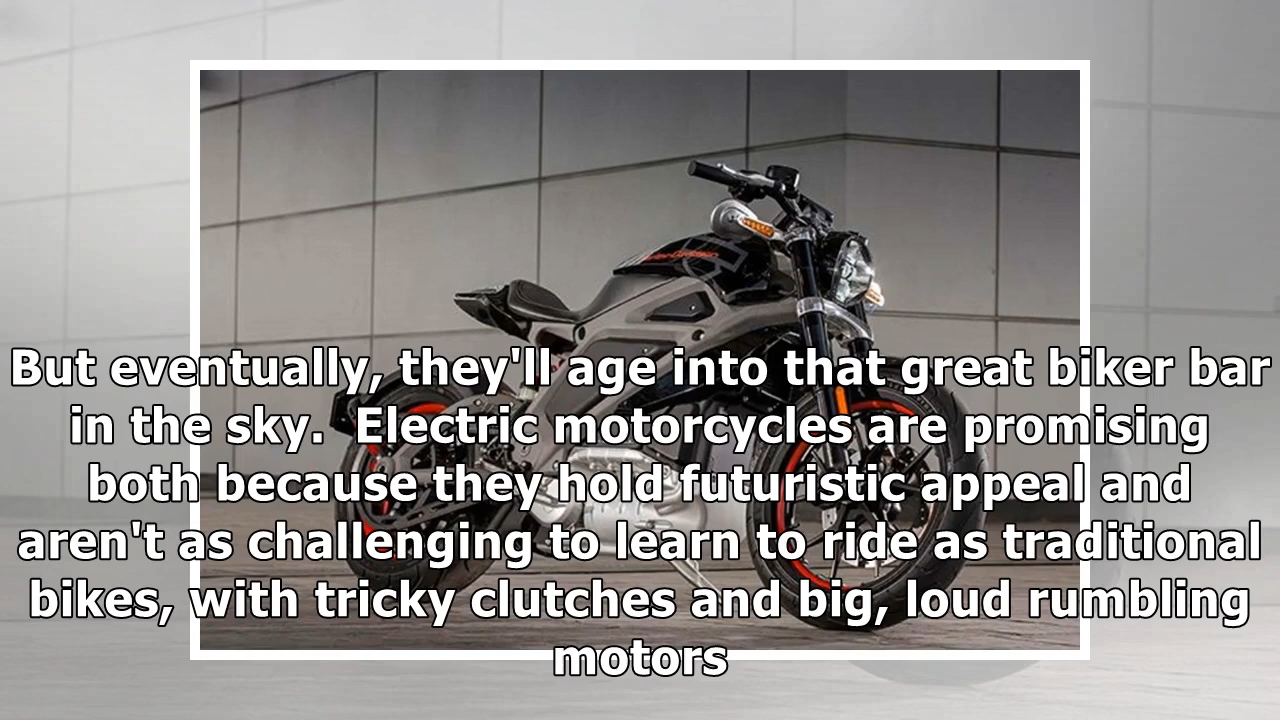 Harley-Davidson
But eventually, they'll age into that great biker bar
in the sky.  Electric motorcycles are promising
both because they hold futuristic appeal and
aren't as challenging to learn to ride as traditional
bikes, with tricky clutches and big, loud rumbling
motors